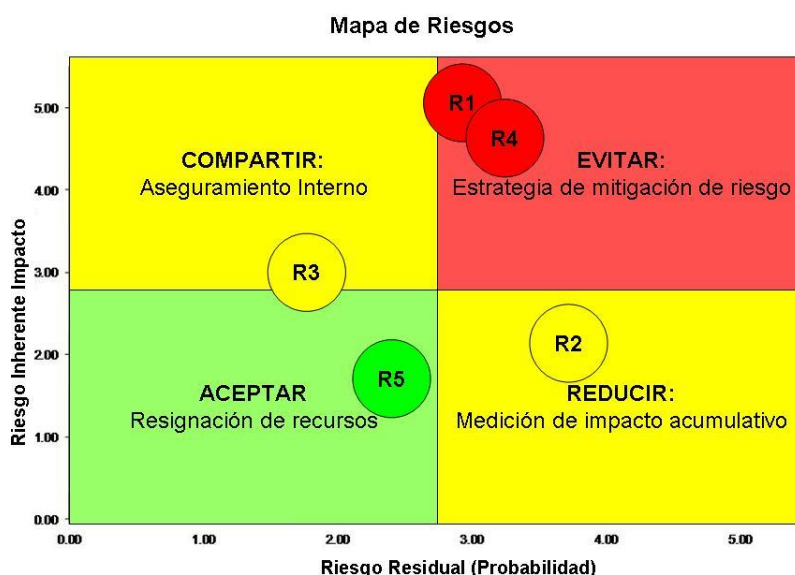 Mapa de Riesgos
Riesgo Inherente Impacto
5.00
4.00
3.00
2.00
1.00
0.00
COMPARTIR:
Aseguramiento Interno
R1
R4
EVITAR:
Estrategia de mitigación de riesgo
R3
ACEPTAR
Resignación de recursos
R5
R2
REDUCIR:
Medición de impacto acumulativo
0.00 1.00 2.00 3.00 4.00 5.00
Riesgo Residual (Probabilidad)